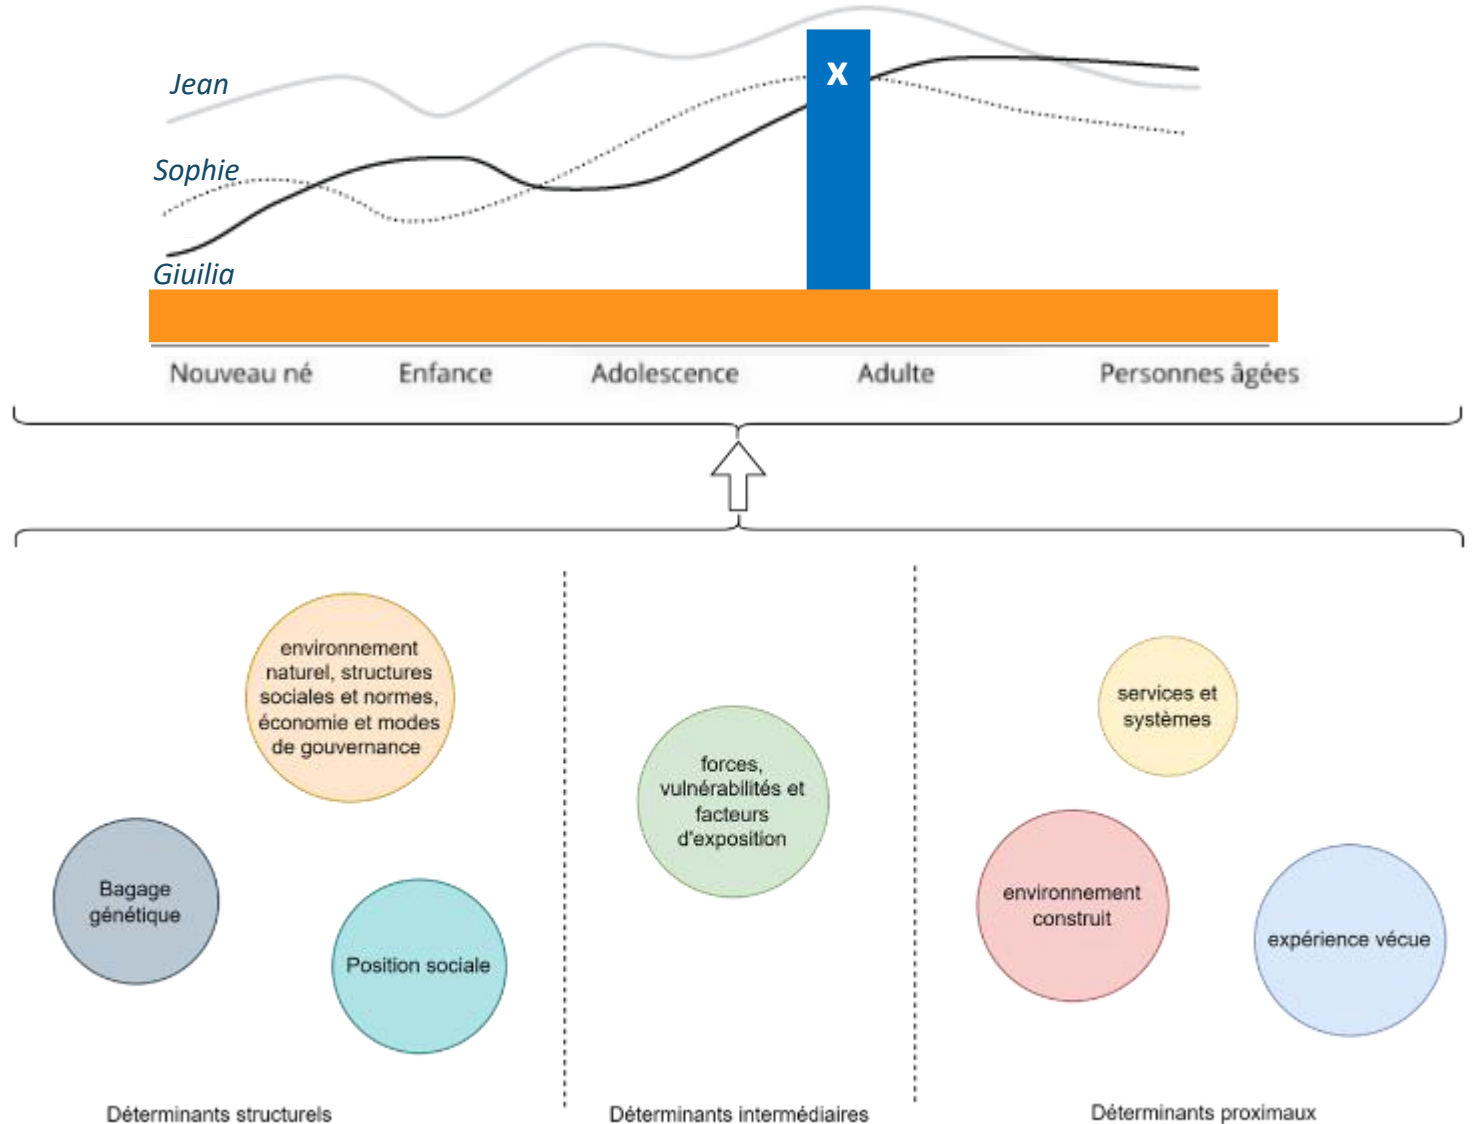 Jean
x
Sophie
Giuilia
Nouveau né
Enfance
Adolescence
Adulte
Personnes âgées
environnement
naturel, structures
sociales et normes,
économie et modes
de gouvernance
Bagage
génétique
Position sociale
Déterminants structurels
forces,
vulnérabilités et
facteurs
d'exposition
Déterminants intermédiaires
services et
systèmes
environnement
construit
expérience vécue
Déterminants proximaux